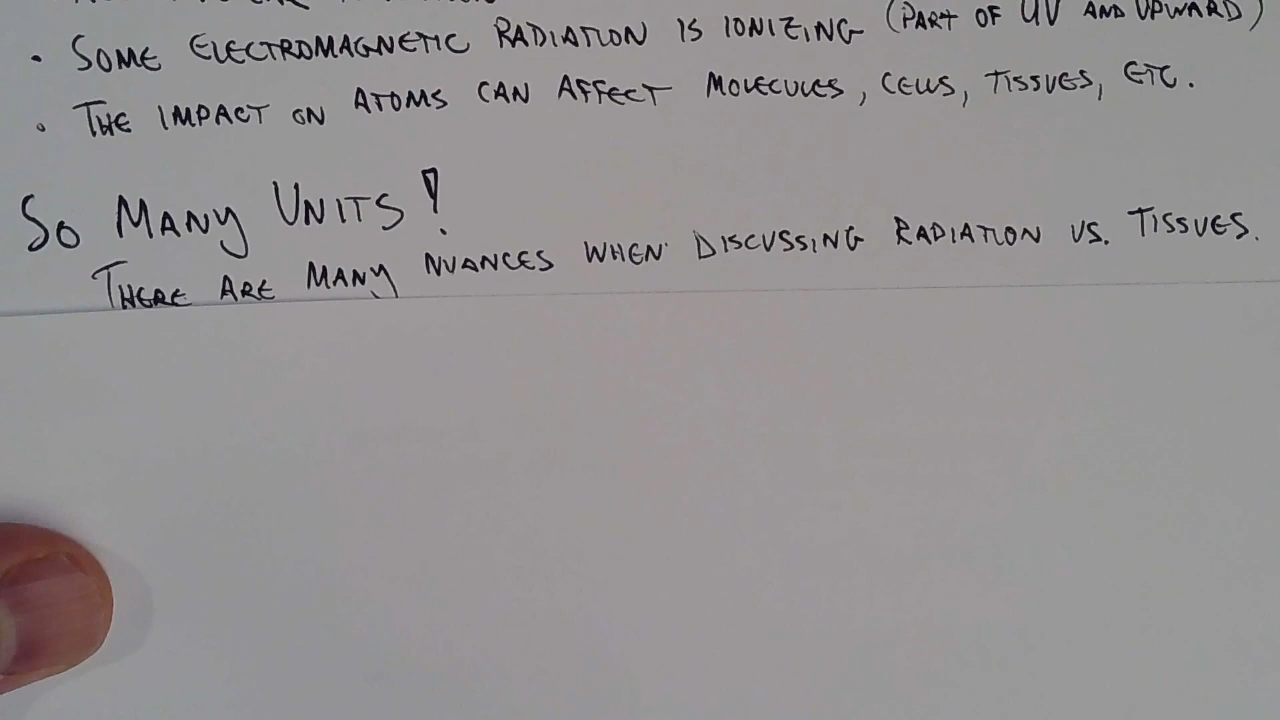 • SOME ELECTROMAGNETIC RADIATION IS IONIZING (PART OF UV AND UPWARD)
• THE IMPACT ON ATOMS CAN AFFECT MOLECULES, CELLS, TISSUES, ETC.
SO MANY UNITS!
THERE ARE MANY NUANCES WHEN DISCUSSING RADIATION VS. TISSUES.